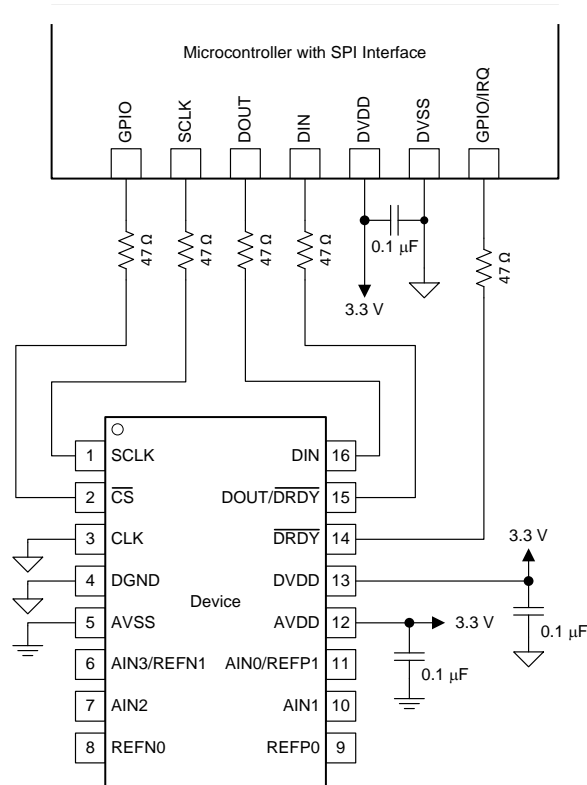 Microcontroller with SPI Interface
GPIO
SCLK
DOUT
DIN
DVDD
DVSS
GPIO/IRQ
47 Ω
47 Ω
47 Ω
47 Ω
0.1 μF
47 Ω
3.3 V
1 SCLK
DIN 16
2 CS
DOUT/DRDY 15
3 CLK
DRDY 14
4 DGND
DVDD 13
5 AVSS
AVDD 12
6 AIN3/REFN1
AIN0/REFP1 11
7 AIN2
AIN1 10
8 REFN0
REFP0 9
Device
3.3 V
0.1 μF
3.3 V
0.1 μF